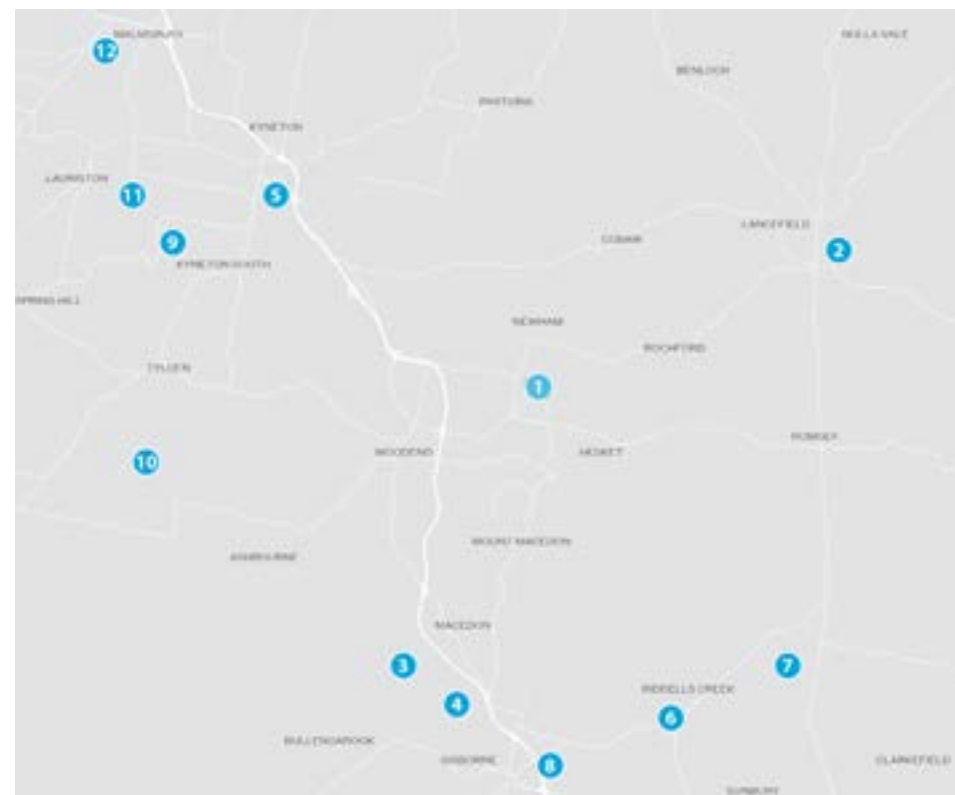 MALMSBURY
NULLA VALE
12
BENLOCH
PASTORIA
KYNETON
LAURISTON
11
5
LANCEFIELD
COBAW
2
9
KYNETON SOUTH
SPRING HILL
NEWHAM
ROCHFORD
TYLDEN
1
ROMSEY
WOODEND
HESKET
10
MOUNT MACEDON
ASHBOURNE
MACEDON
3
7
RIDDELLS CREEK
4
6
BULLENGAROOK
GISBORNE
8
CLARKEFIELD
SUNBURY